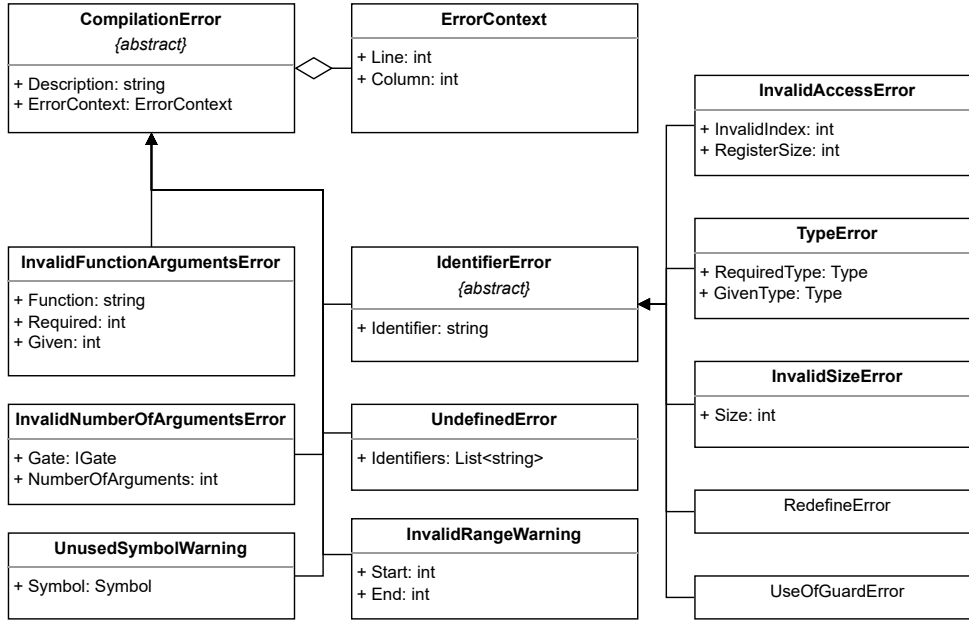 CompilationError
{abstract}
+ Description: string
+ ErrorContext: ErrorContext
ErrorContext
+ Line: int
+ Column: int
InvalidAccessError
+ InvalidIndex: int
+ RegisterSize: int
InvalidFunctionArgumentsError
+ Function: string
+ Required: int
+ Given: int
IdentifierError
{abstract}
+ Identifier: string
TypeError
+ RequiredType: Type
+ GivenType: Type
InvalidSizeError
+ Size: int
InvalidNumberOfArgumentsError
+ Gate: IGate
+ NumberOfArguments: int
UndefinedError
+ Identifiers: List<string>
RedefineError
UnusedSymbolWarning
+ Symbol: Symbol
InvalidRangeWarning
+ Start: int
+ End: int
UseOfGuardError